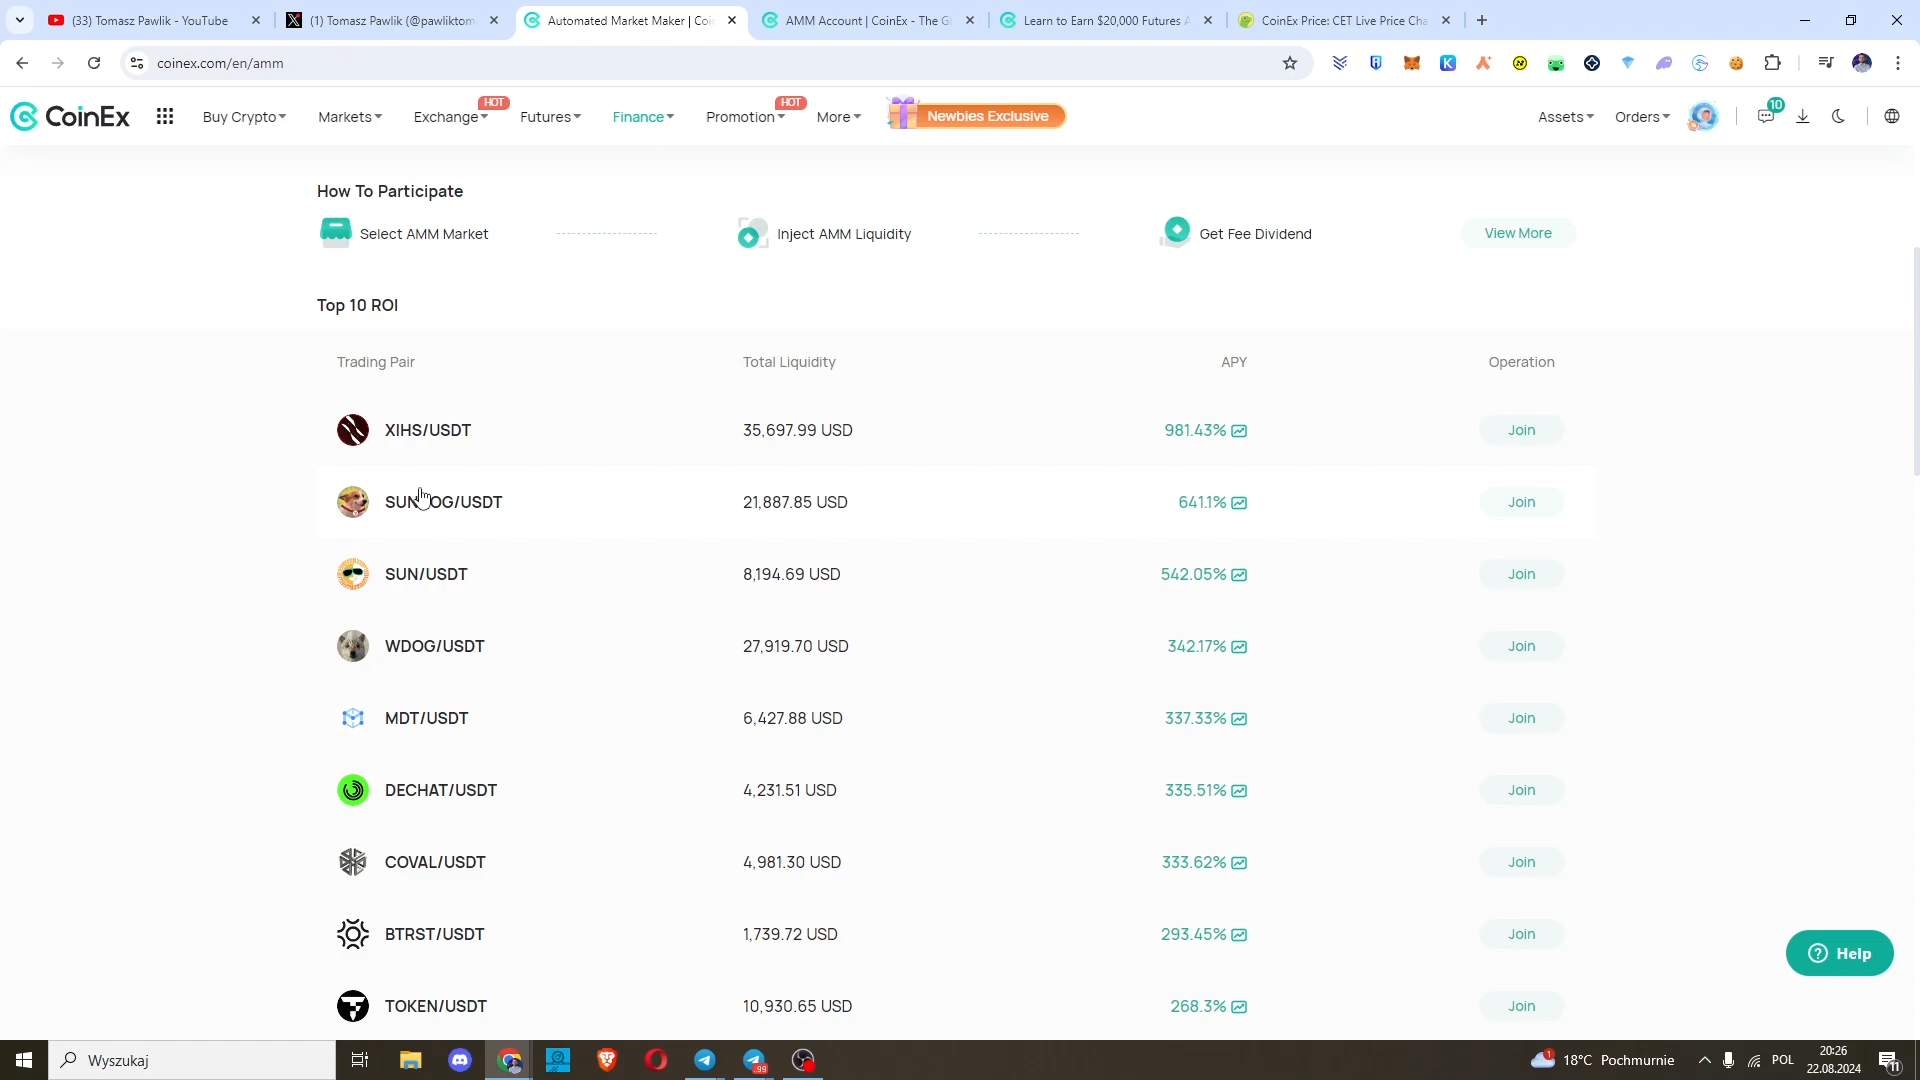 (33) Tomasz Pawlik - YouTube
(1) Tomasz Pawlik (@pawliktom
Automated Market Maker | Coi
AMM Account | CoinEx - The G
Learn to Earn $20,000 Futures A
CoinEx Price: CET Live Price Cha
coinex.com/en/amm
CoinEx
Buy Crypto
Markets
Exchange
HOT
Futures
Finance
Promotion
HOT
More
Newbies Exclusive
Assets
Orders
10
How To Participate
Select AMM Market
Inject AMM Liquidity
Get Fee Dividend
View More
Top 10 ROI
Trading Pair Total Liquidity APY Operation
XIHS/USDT 35,697.99 USD 981.43% Join
SUN OG/USDT 21,887.85 USD 641.1% Join
SUN/USDT 8,194.69 USD 542.05% Join
WDOG/USDT 27,919.70 USD 342.17% Join
MDT/USDT 6,427.88 USD 337.33% Join
DECHAT/USDT 4,231.51 USD 335.51% Join
COVAL/USDT 4,981.30 USD 333.62% Join
BTRST/USDT 1,739.72 USD 293.45% Join
TOKEN/USDT 10,930.65 USD 268.3% Join
Help
Wyszukaj
99
1
18°C Pochmurnie
POL
20:26
22.08.2024
11